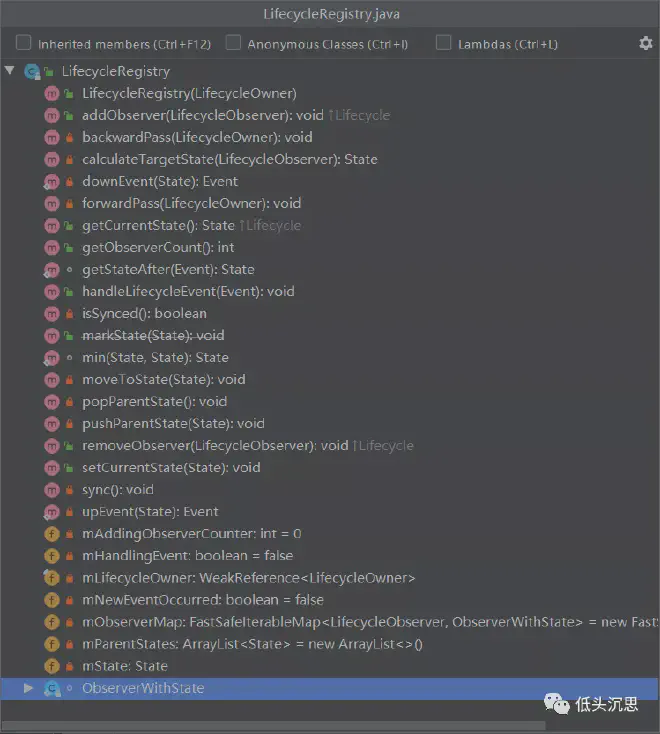 LifecycleRegistry.java
Inherited members (Ctrl+F12) Anonymous Classes (Ctrl+I) Lambdas (Ctrl+L)
LifecycleRegistry
LifecycleRegistry(LifecycleOwner)
addObserver(LifecycleObserver): void ↑Lifecycle
backwardPass(LifecycleOwner): void
calculateTargetState(LifecycleObserver): State
downEvent(State): Event
forwardPass(LifecycleOwner): void
getCurrentState(): State ↑Lifecycle
getObserverCount(): int
getStateAfter(Event): State
handleLifecycleEvent(Event): void
isSynced(): boolean
markState(State): void
min(State, State): State
moveToState(State): void
popParentState(): void
pushParentState(State): void
removeObserver(LifecycleObserver): void ↑Lifecycle
setCurrentState(State): void
sync(): void
upEvent(State): Event
mAddingObserverCounter: int = 0
mHandlingEvent: boolean = false
mLifecycleOwner: WeakReference<LifecycleOwner>
mNewEventOccurred: boolean = false
mObserverMap: FastSafeIterableMap<LifecycleObserver, ObserverWithState> = new FastS
mParentStates: ArrayList<State> = new ArrayList<>()
mState: State
ObserverWithState
低头沉思